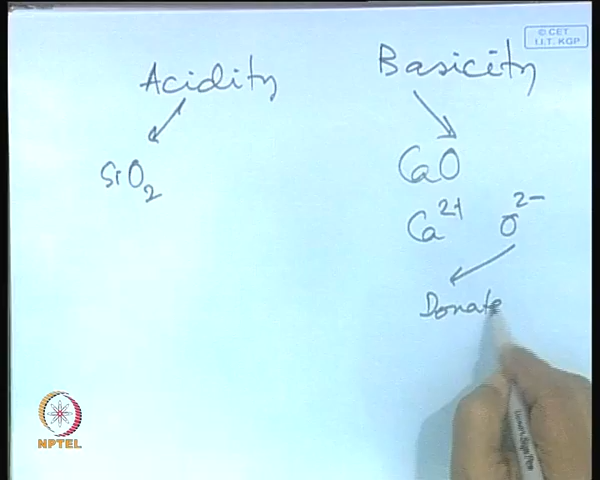 © CET
I.I.T. KGP
Acidity
Basicity
SiO2
CaO
Ca2+ O2-
Donate
NPTEL